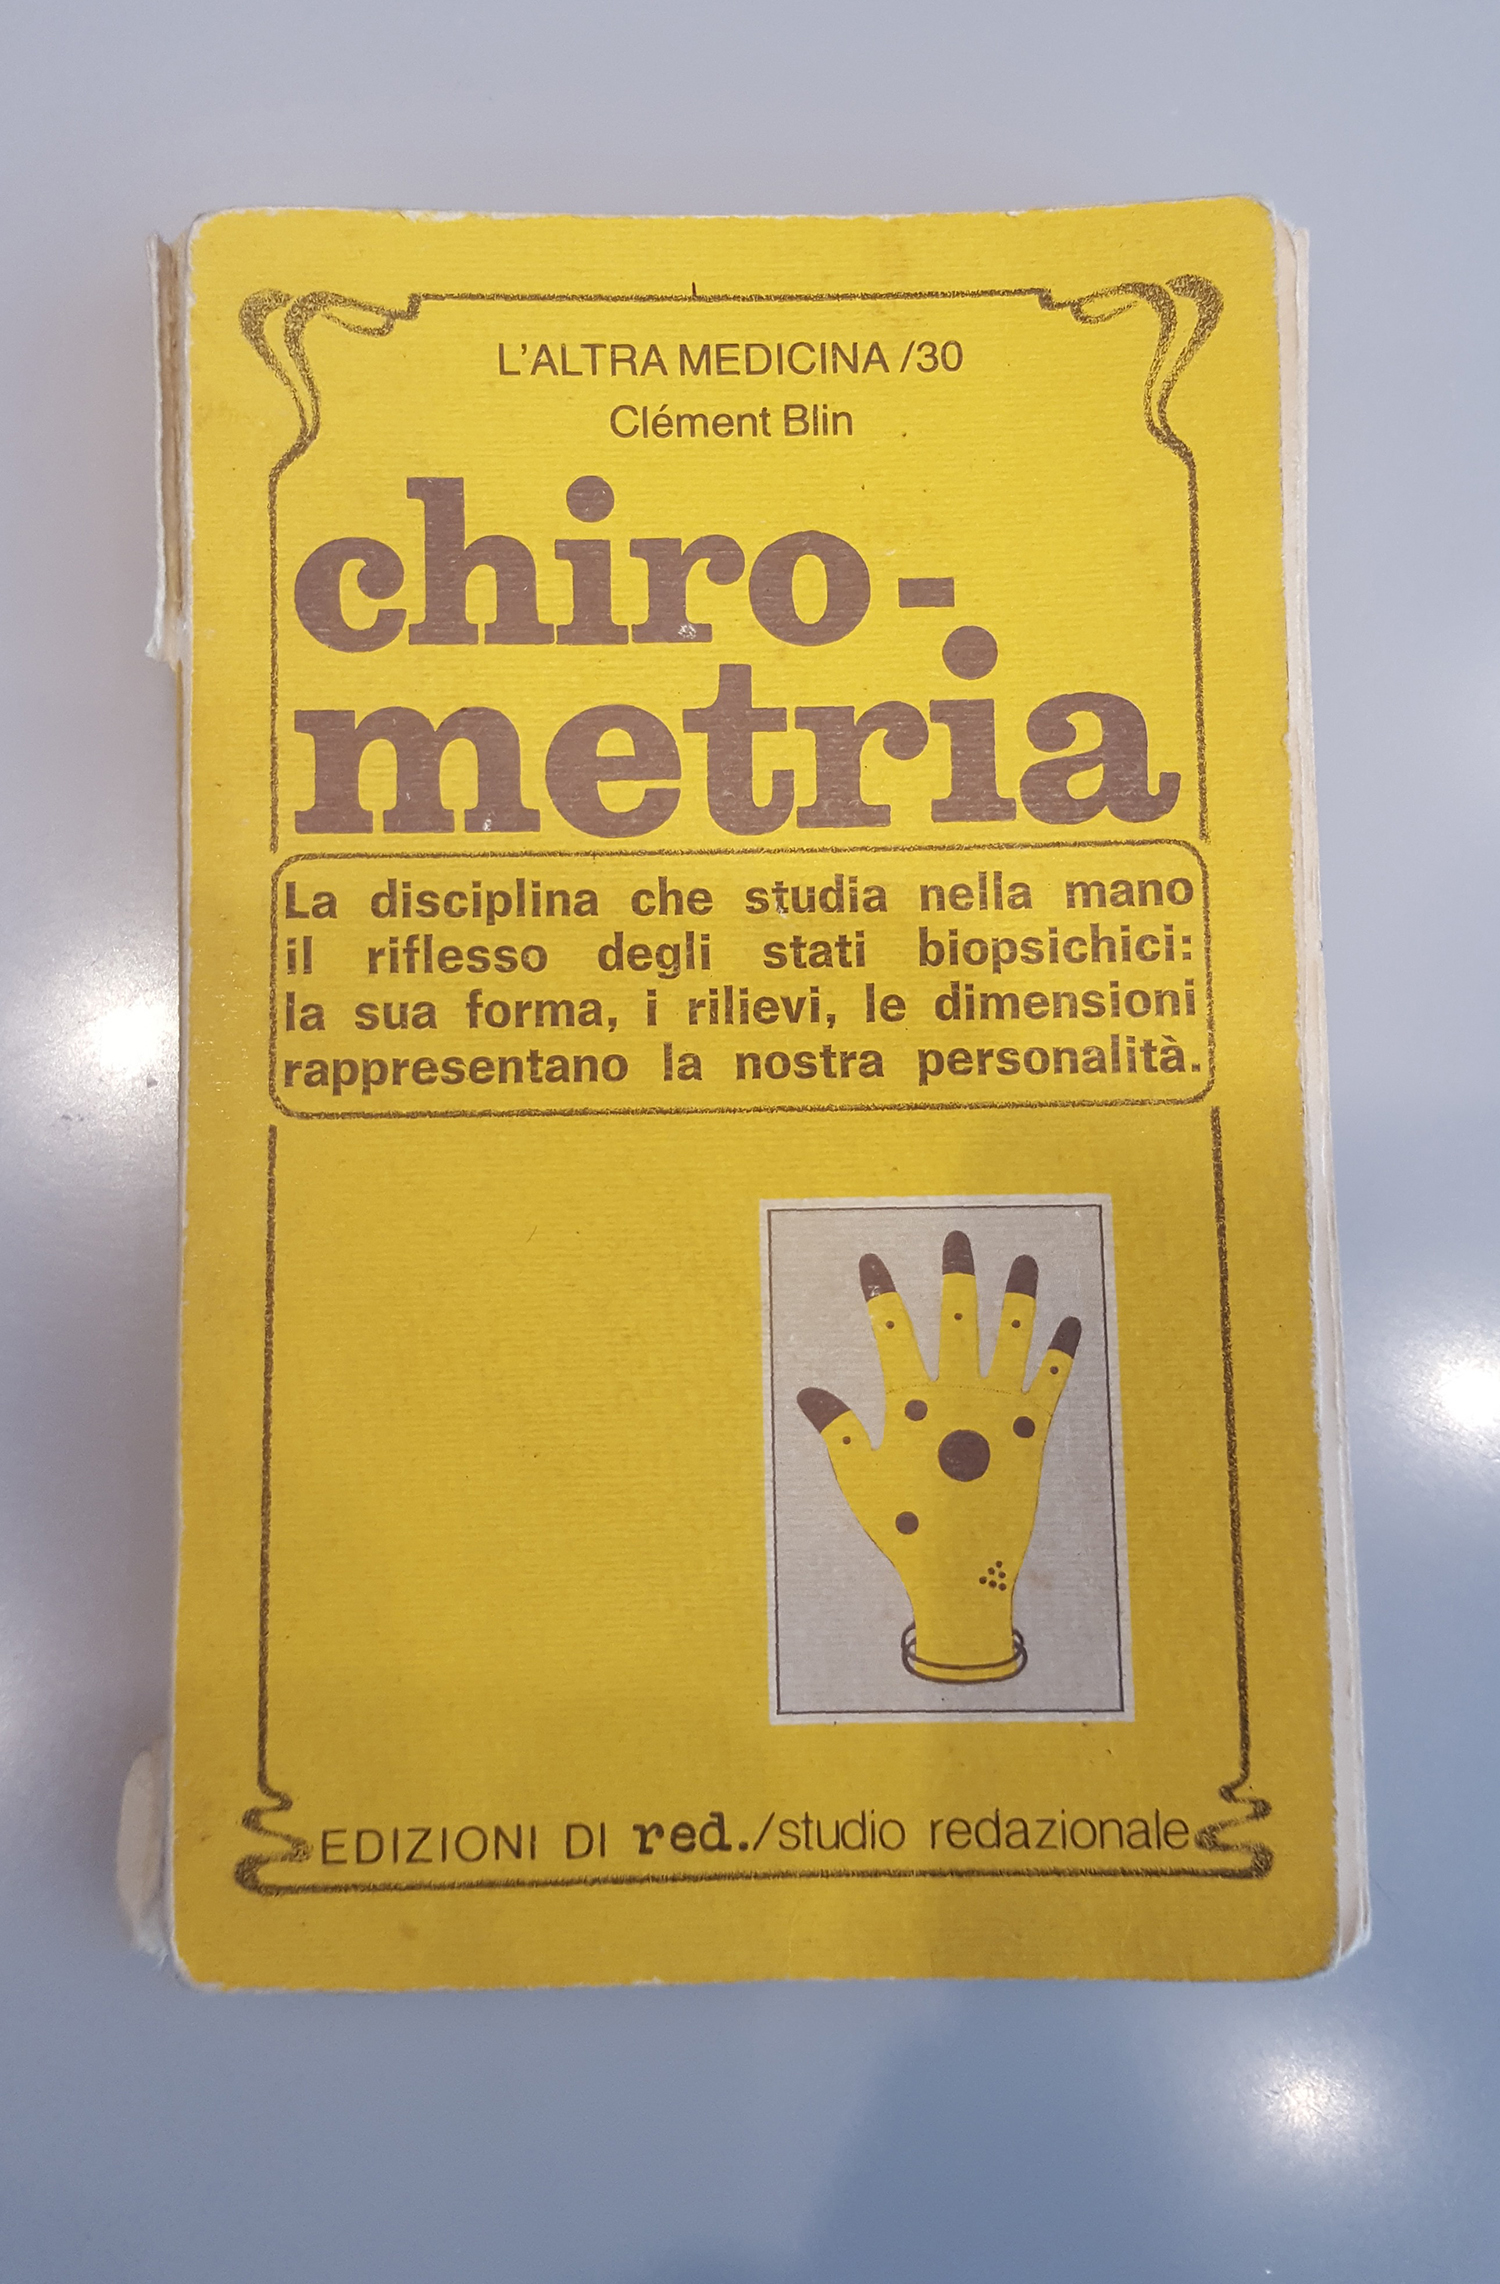 L'ALTRA MEDICINA /30
Clément Blin
chiro-
metria
La disciplina che studia nella mano
il riflesso degli stati biopsichici:
la sua forma, i rilievi, le dimensioni
rappresentano la nostra personalità.
EDIZIONI DI red./studio redazionale